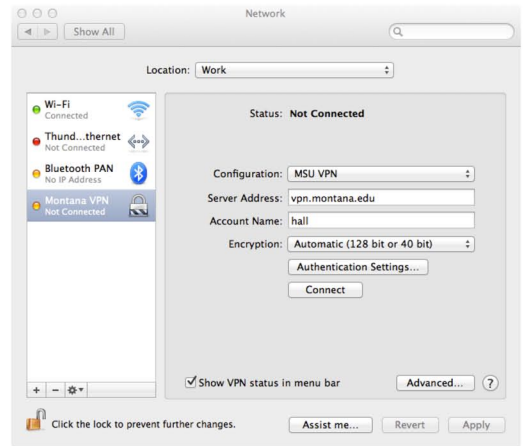 Network
Show All
Location: Work
Wi-Fi
Connected
Thund...thernet
Not Connected
Bluetooth PAN
No IP Address
Montana VPN
Not Connected
Status: Not Connected
Configuration: MSU VPN
Server Address: vpn.montana.edu
Account Name: hall
Encryption: Automatic (128 bit or 40 bit)
Authentication Settings...
Connect
Show VPN status in menu bar
Advanced...
?
+ −
Click the lock to prevent further changes.
Assist me...
Revert
Apply